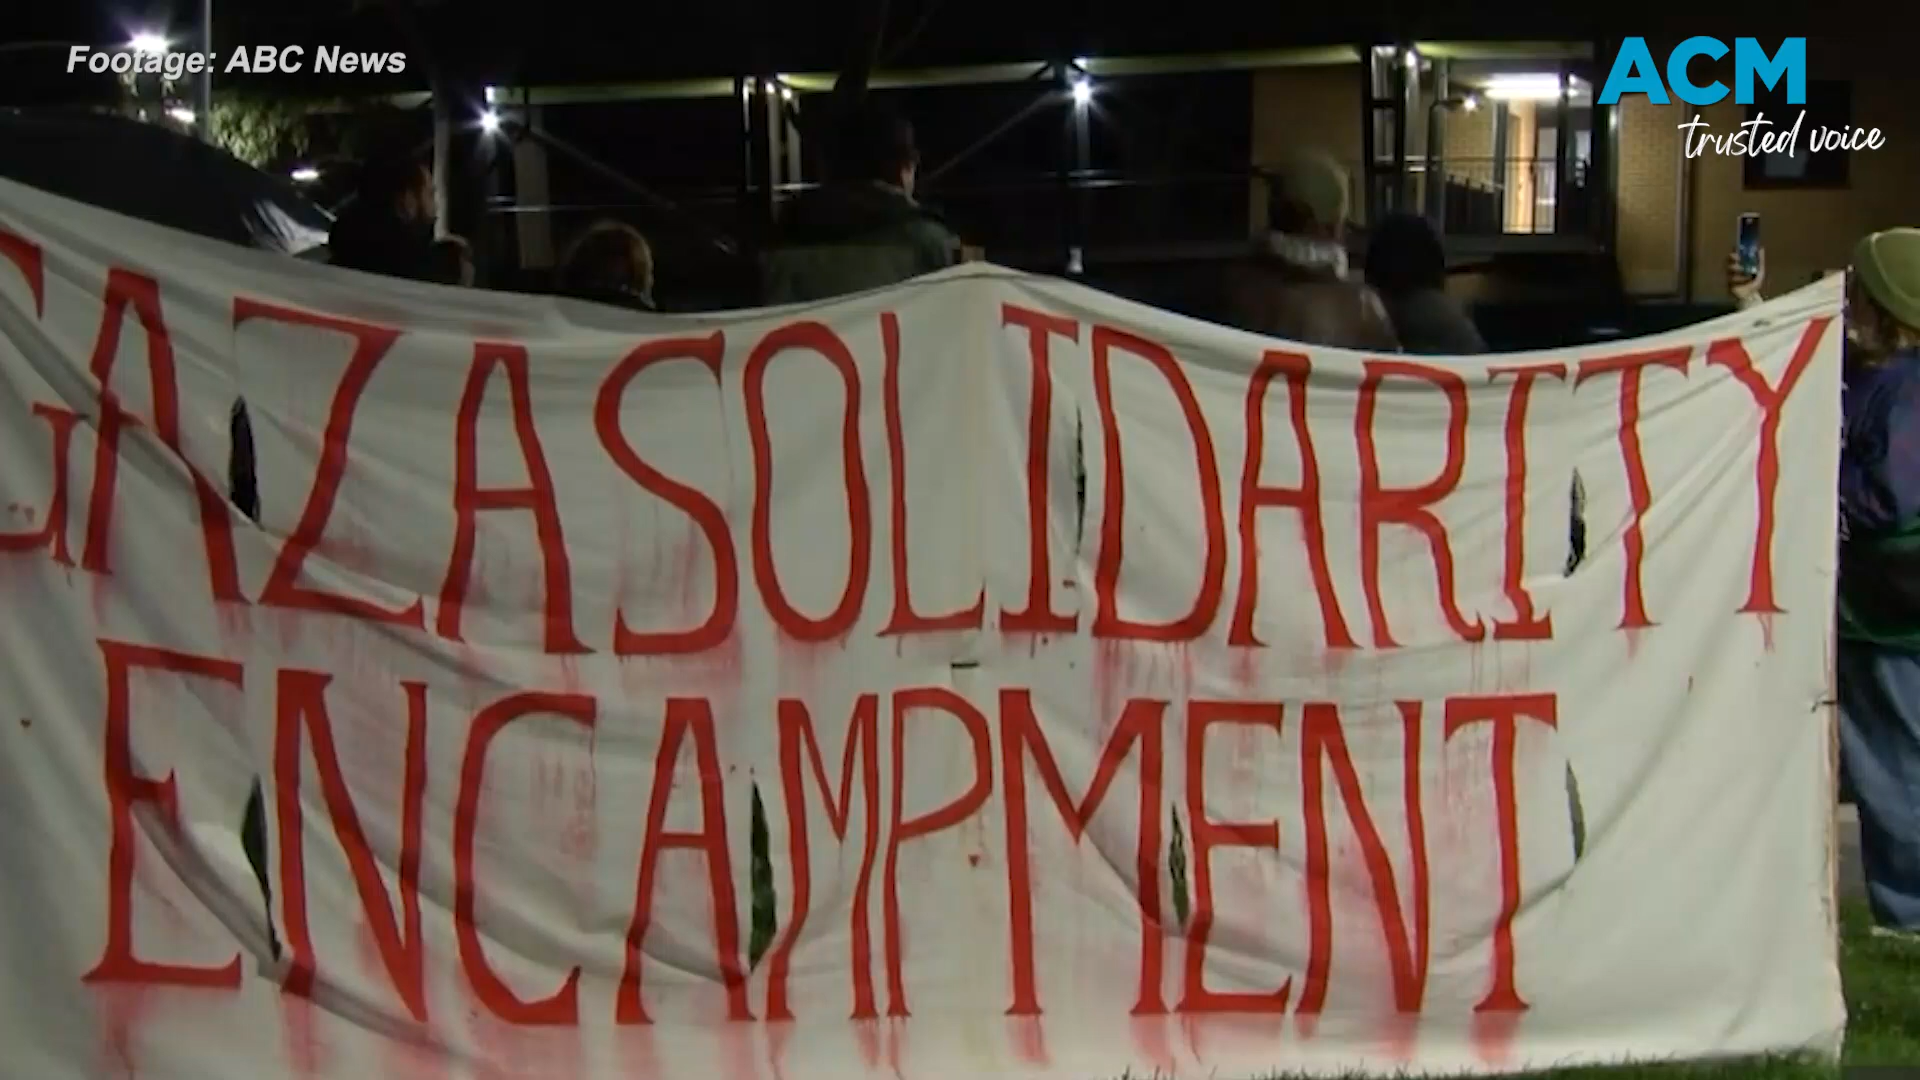 Footage: ABC News
ACM
trusted voice
GAZA SOLIDARITY
ENCAMPMENT